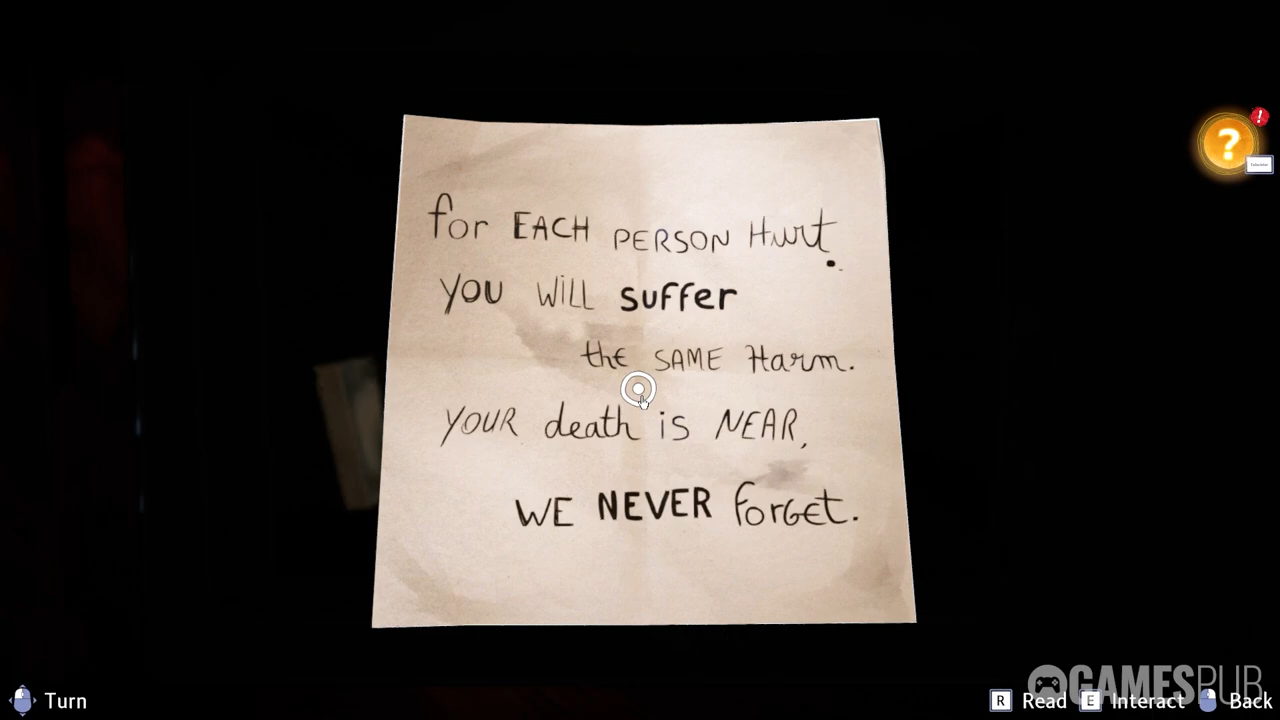 for EACH PERSON Hurt.
YOU WILL suffer
the SAME Harm.
YOUR death is NEAR,
WE NEVER forget.
?
!
Turn
R Read E Interact Back
GAMESPUB